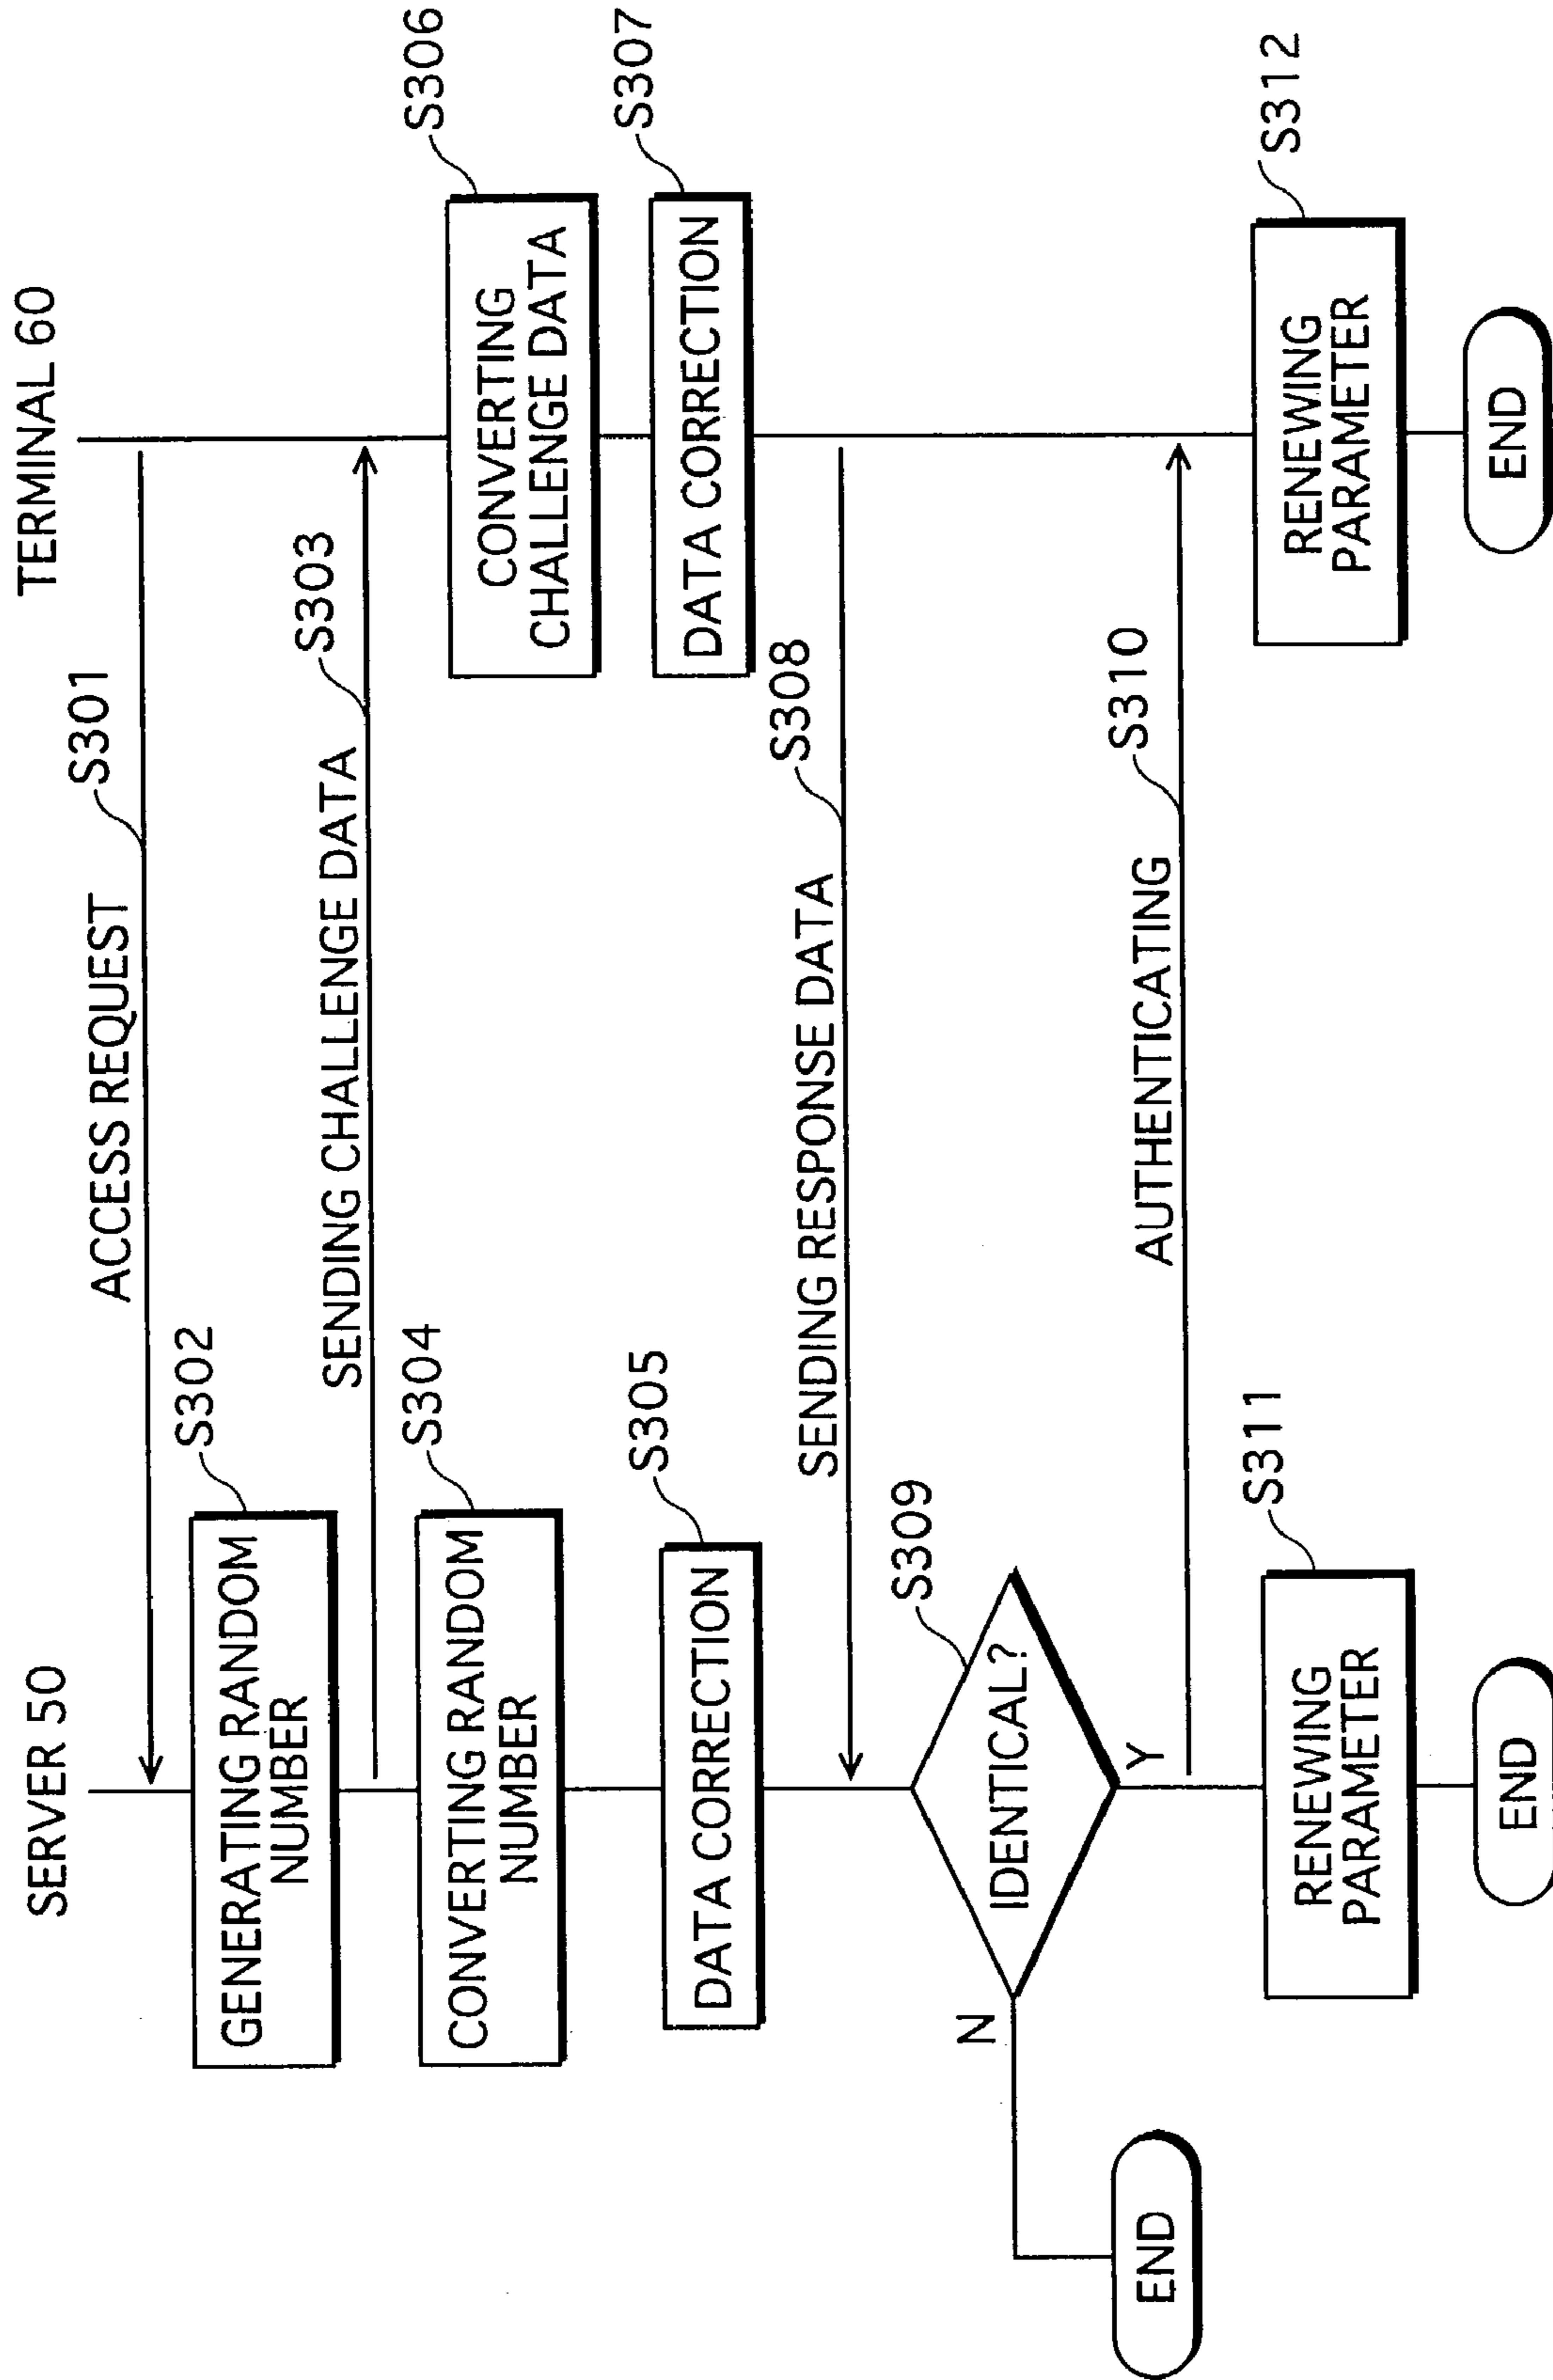 SERVER 50
TERMINAL 60
ACCESS REQUEST
S301
GENERATING RANDOM
NUMBER
S302
SENDING CHALLENGE DATA
S303
CONVERTING RANDOM
NUMBER
S304
CONVERTING
CHALLENGE DATA
S306
DATA CORRECTION
S305
DATA CORRECTION
S307
SENDING RESPONSE DATA
S308
IDENTICAL?
S309
N
Y
END
AUTHENTICATING
S310
RENEWING
PARAMETER
S311
RENEWING
PARAMETER
S312
END
END